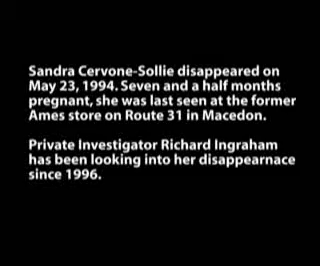 Sandra Cervone-Sollie disappeared on
May 23, 1994. Seven and a half months
pregnant, she was last seen at the former
Ames store on Route 31 in Macedon.
Private Investigator Richard Ingraham
has been looking into her disappearnace
since 1996.